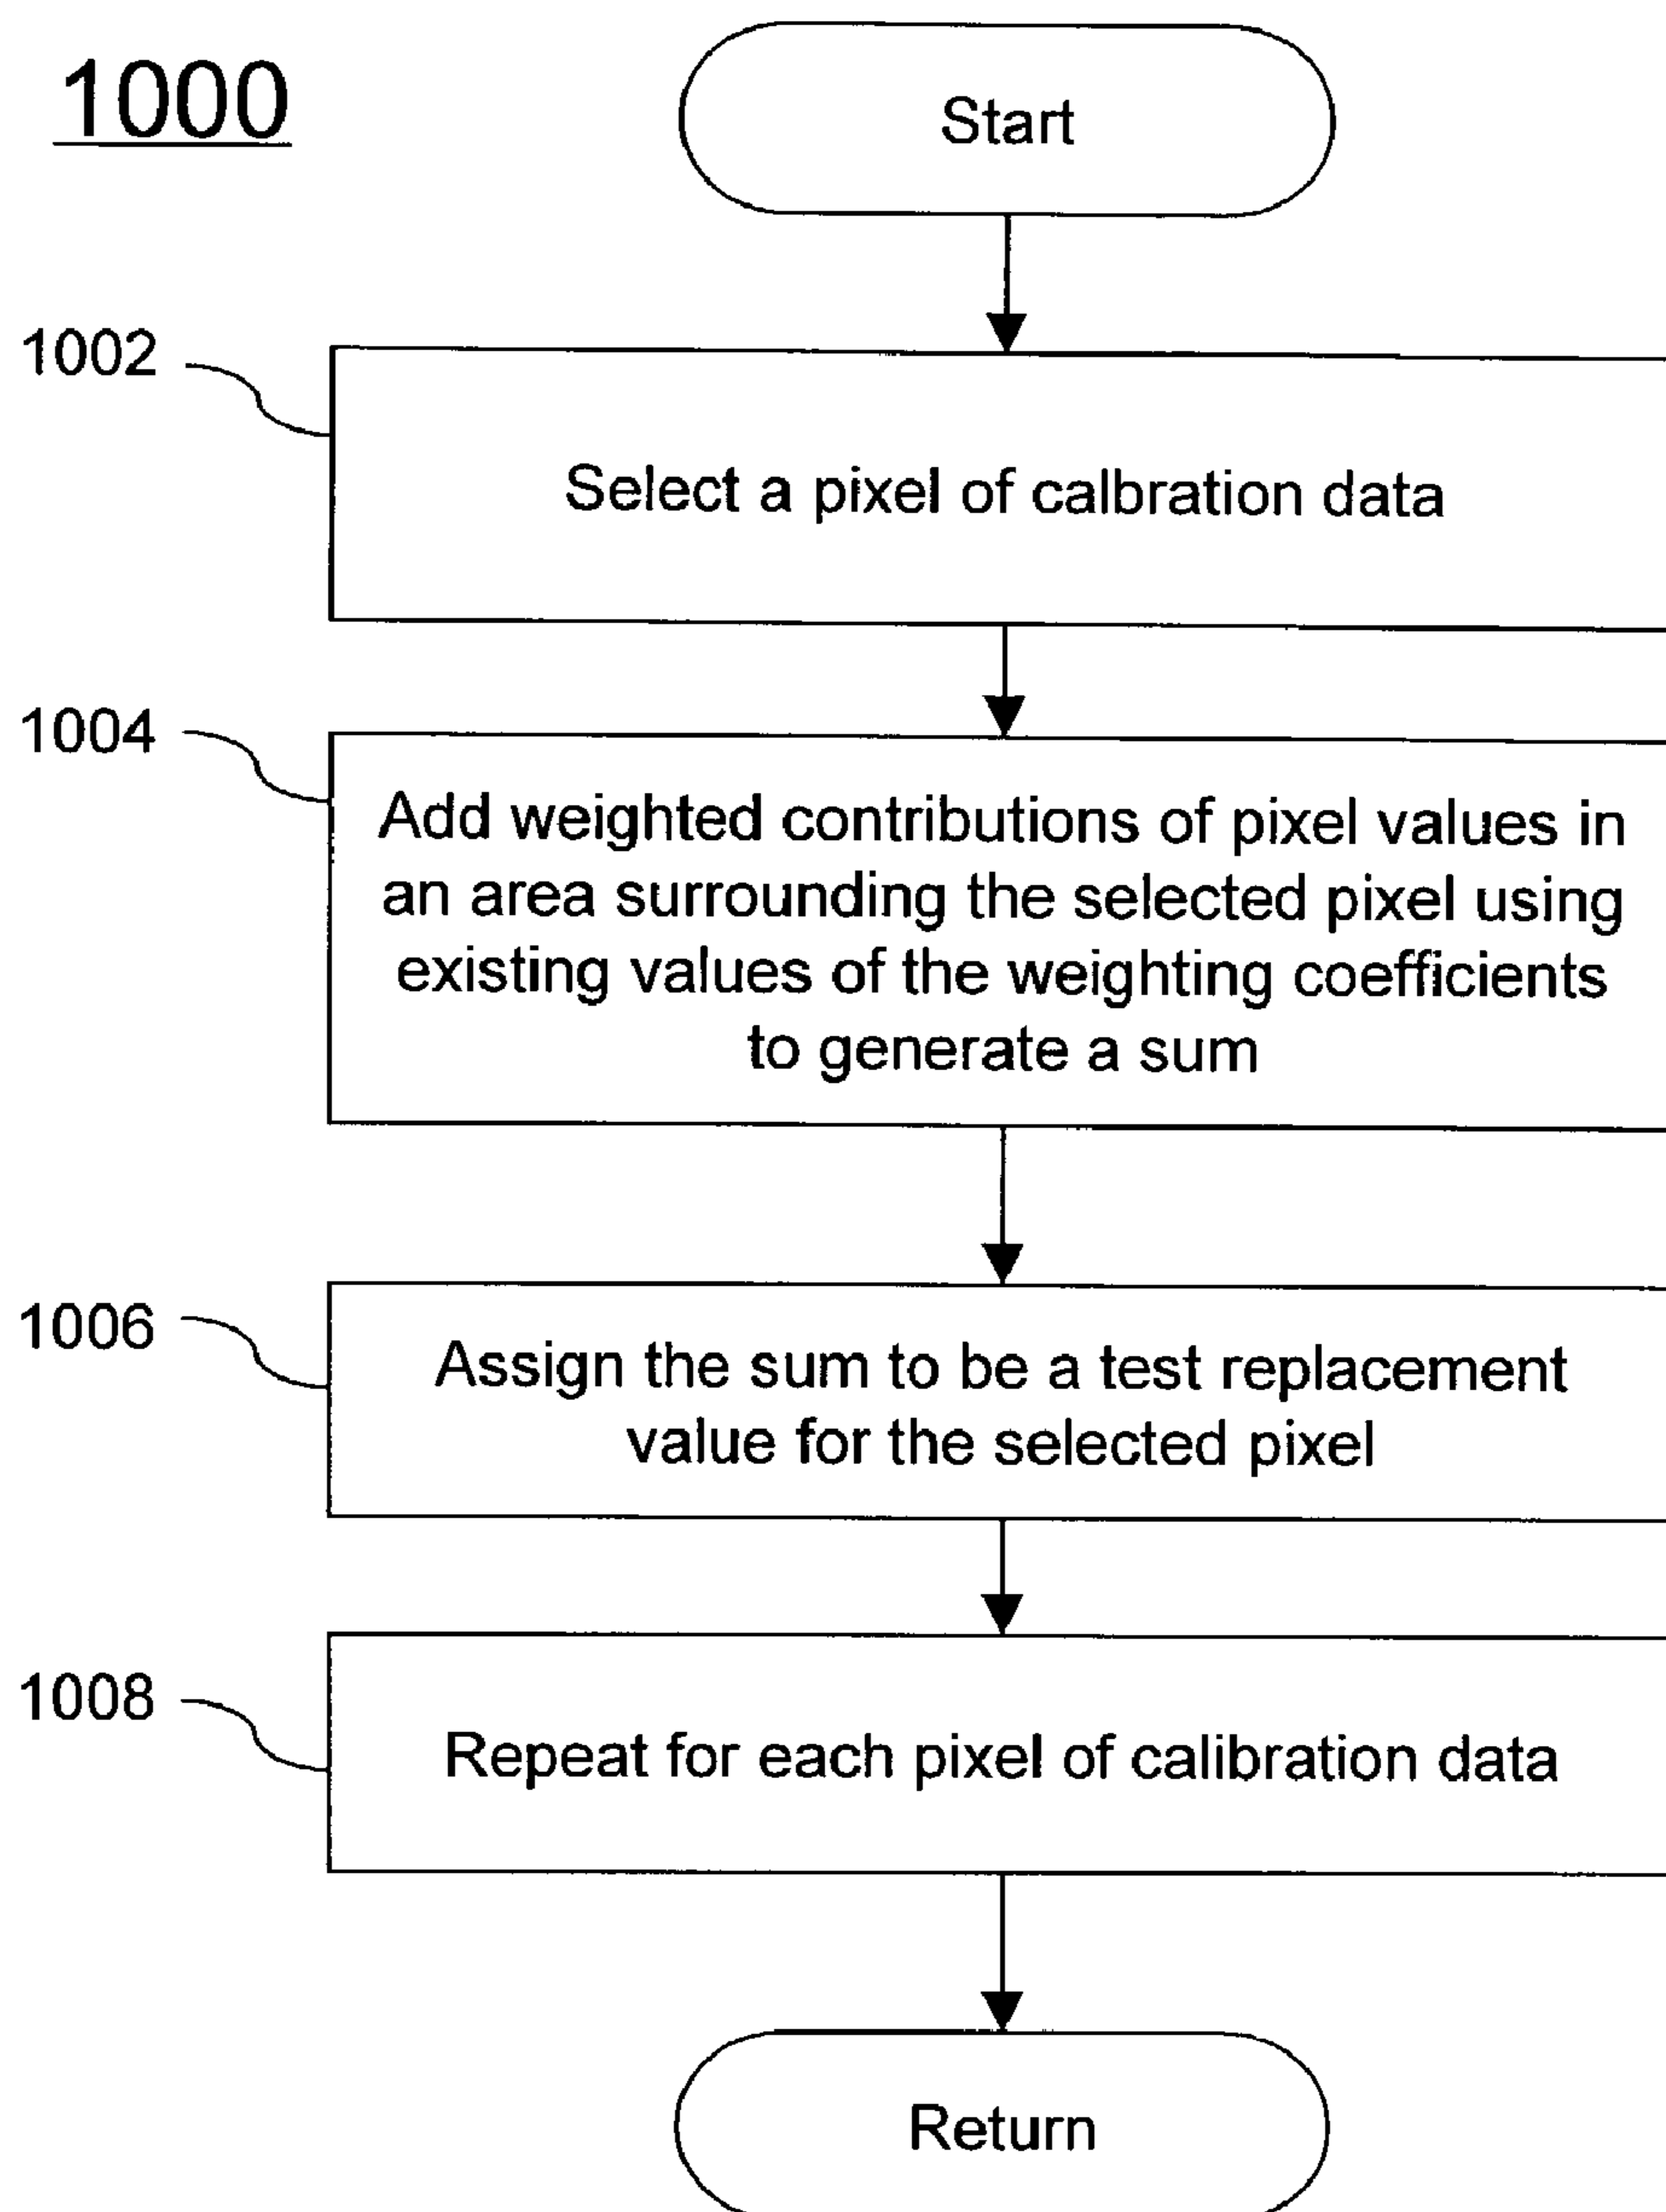 1000
Start
1002
Select a pixel of calbration data
1004
Add weighted contributions of pixel values in
an area surrounding the selected pixel using
existing values of the weighting coefficients
to generate a sum
1006
Assign the sum to be a test replacement
value for the selected pixel
1008
Repeat for each pixel of calibration data
Return